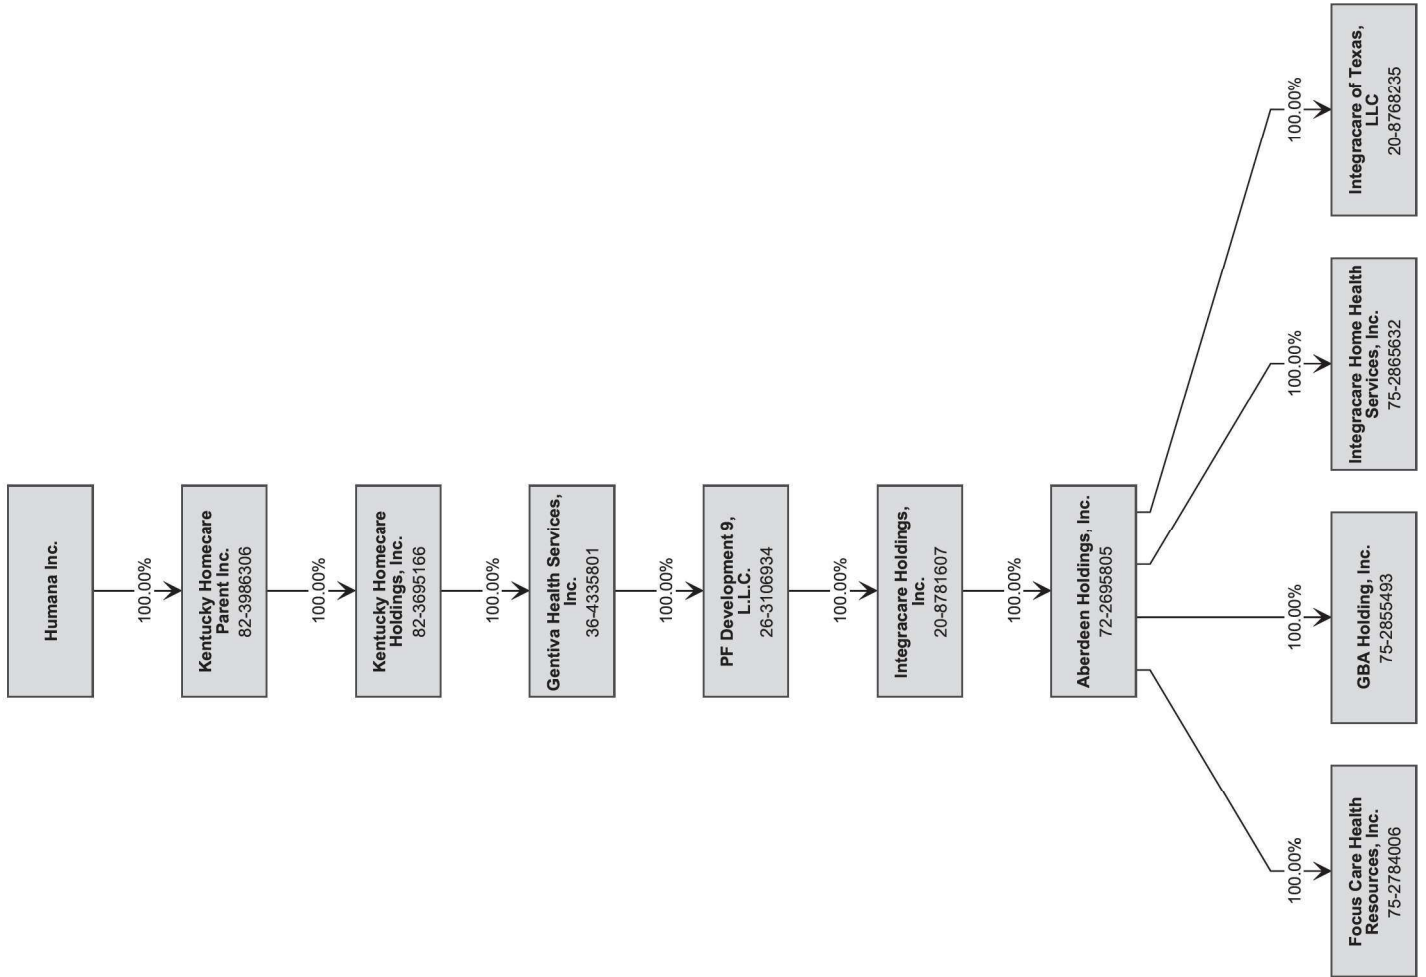 Humana Inc.
100.00%
Kentucky Homecare
Parent Inc.
82-3986306
100.00%
Kentucky Homecare
Holdings, Inc.
82-3695166
100.00%
Gentiva Health Services,
Inc.
36-4335801
100.00%
PF Development 9,
L.L.C.
26-3106934
100.00%
Integracare Holdings,
Inc.
20-8781607
100.00%
Aberdeen Holdings, Inc.
72-2695805
100.00%
100.00%
100.00%
100.00%
Focus Care Health
Resources, Inc.
75-2784006
GBA Holding, Inc.
75-2855493
Integracare Home Health
Services, Inc.
75-2865632
Integracare of Texas,
LLC
20-8768235